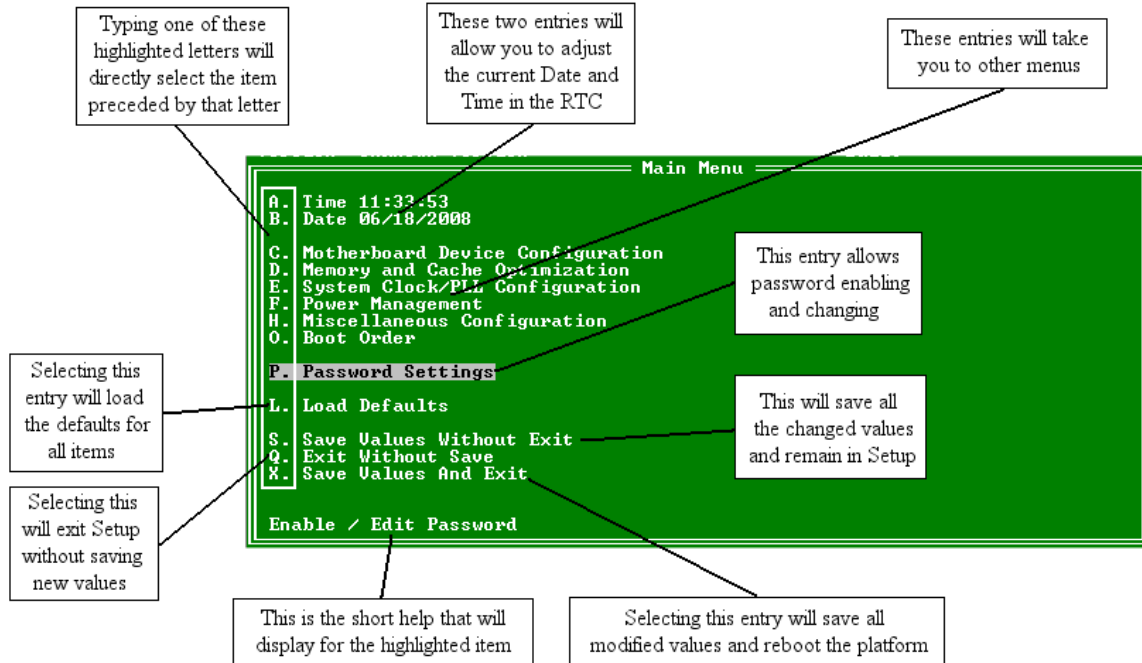 Typing one of these
highlighted letters will
directly select the item
preceded by that letter
These two entries will
allow you to adjust
the current Date and
Time in the RTC
These entries will take
you to other menus
Main Menu
A. Time 11:33:53
B. Date 06/18/2008
C. Motherboard Device Configuration
D. Memory and Cache Optimization
E. System Clock/PLL Configuration
F. Power Management
H. Miscellaneous Configuration
O. Boot Order
P. Password Settings
L. Load Defaults
S. Save Values Without Exit
Q. Exit Without Save
X. Save Values And Exit
Enable / Edit Password
This entry allows
password enabling
and changing
Selecting this
entry will load
the defaults for
all items
This will save all
the changed values
and remain in Setup
Selecting this
will exit Setup
without saving
new values
This is the short help that will
display for the highlighted item
Selecting this entry will save all
modified values and reboot the platform